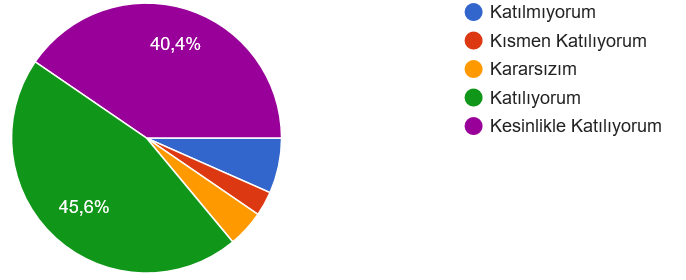 40,4%
45,6%
Katılmıyorum
Kısmen Katılıyorum
Kararsızım
Katılıyorum
Kesinlikle Katılıyorum